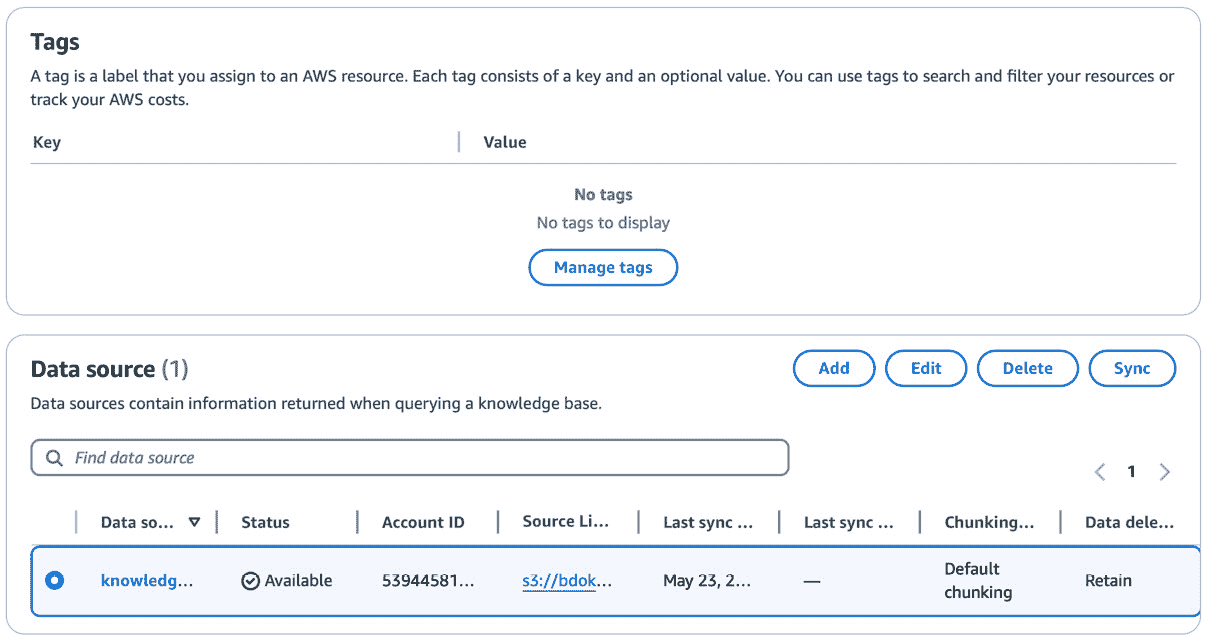 Tags
A tag is a label that you assign to an AWS resource. Each tag consists of a key and an optional value. You can use tags to search and filter your resources or
track your AWS costs.
Key Value
No tags
No tags to display
Manage tags
Data source (1) Add Edit Delete Sync
Data sources contain information returned when querying a knowledge base.
Find data source
1
Data so... Status Account ID Source Li... Last sync ... Last sync ... Chunking... Data dele...
knowledg... Available 53944581... s3://bdok... May 23, 2... — Default chunking Retain